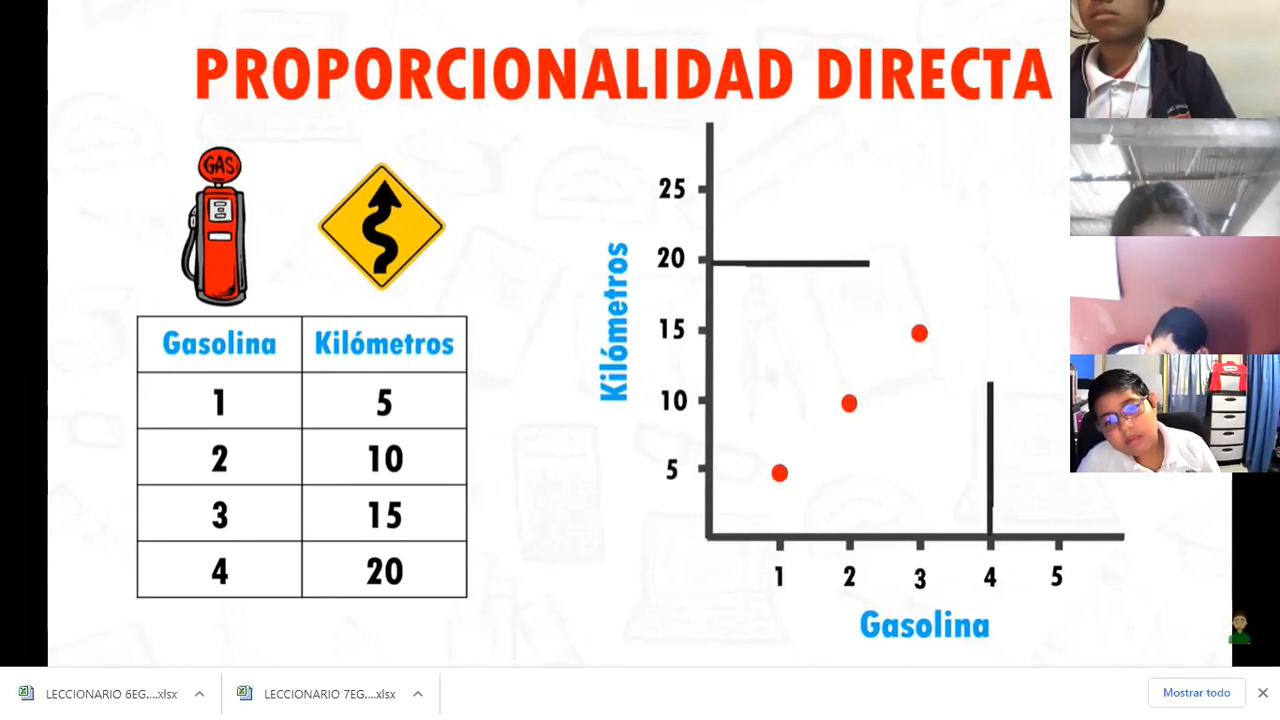 PROPORCIONALIDAD DIRECTA
GAS
Gasolina Kilómetros
1 5
2 10
3 15
4 20
Kilómetros
25
20
15
10
5
1 2 3 4 5
Gasolina
LECCIONARIO 6EG....xlsx
LECCIONARIO 7EG....xlsx
Mostrar todo